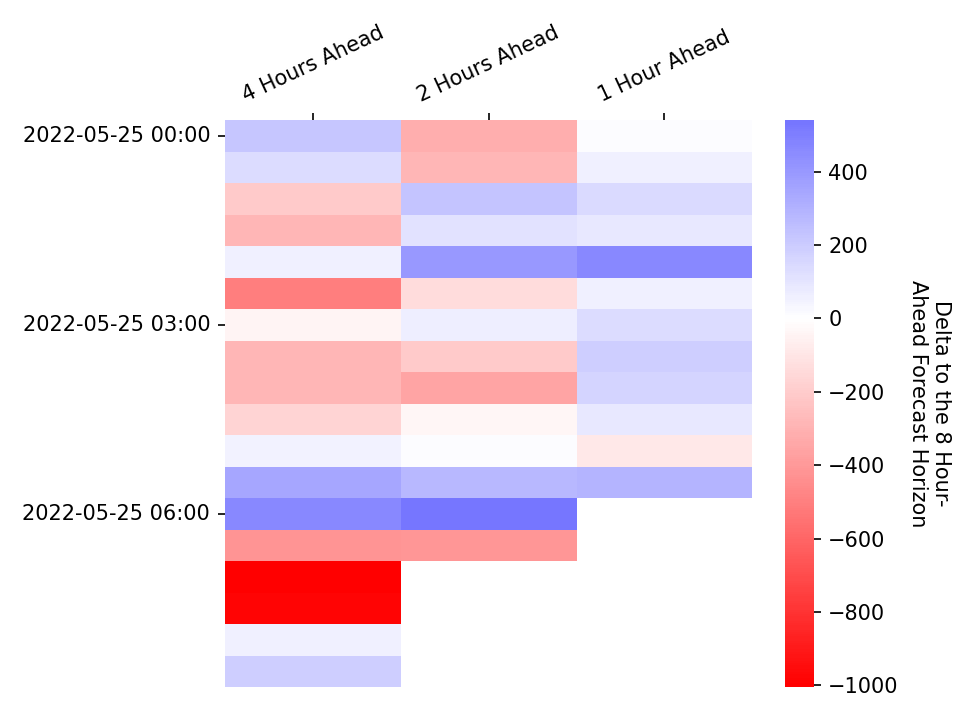 4 Hours Ahead
2 Hours Ahead
1 Hour Ahead
2022-05-25 00:00
2022-05-25 03:00
2022-05-25 06:00
400
200
0
−200
−400
−600
−800
−1000
Delta to the 8 Hour-
Ahead Forecast Horizon